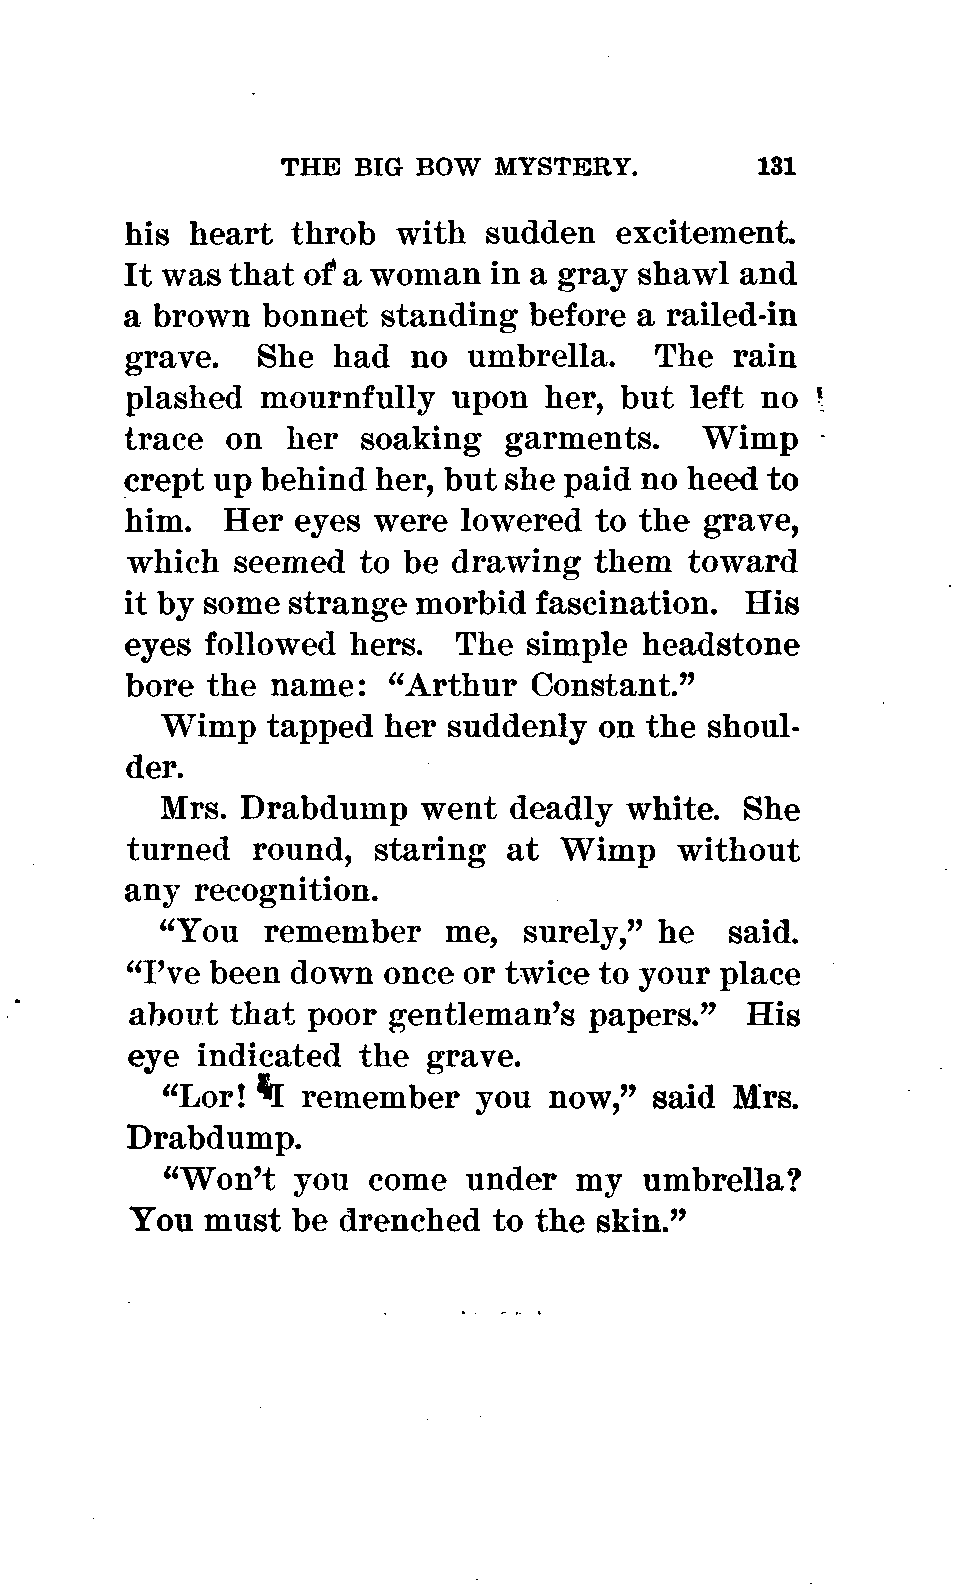 THE BIG BOW MYSTERY. 131
his heart throb with sudden excitement.
It was that of a woman in a gray shawl and
a brown bonnet standing before a railed-in
grave. She had no umbrella. The rain
plashed mournfully upon her, but left no
trace on her soaking garments. Wimp
crept up behind her, but she paid no heed to
him. Her eyes were lowered to the grave,
which seemed to be drawing them toward
it by some strange morbid fascination. His
eyes followed hers. The simple headstone
bore the name: “Arthur Constant.”
Wimp tapped her suddenly on the shoul-
der.
Mrs. Drabdump went deadly white. She
turned round, staring at Wimp without
any recognition.
“You remember me, surely,” he said.
“I’ve been down once or twice to your place
about that poor gentleman’s papers.” His
eye indicated the grave.
“Lor! I remember you now,” said Mrs.
Drabdump.
“Won’t you come under my umbrella?
You must be drenched to the skin.”